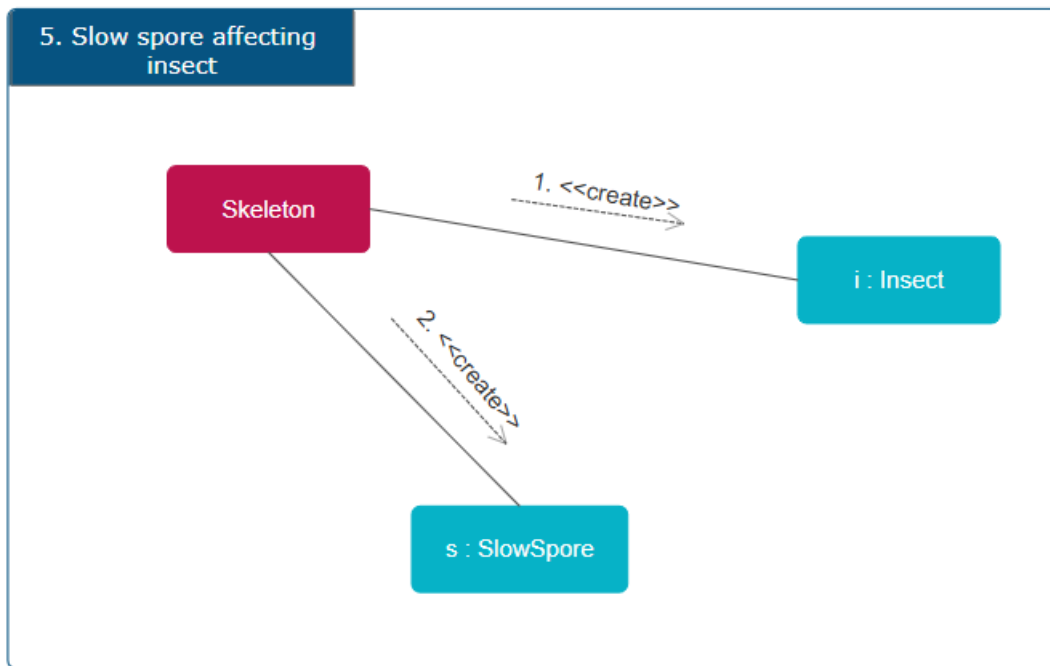 5. Slow spore affecting
insect
Skeleton
1. <<create>>
i : Insect
2. <<create>>
s : SlowSpore